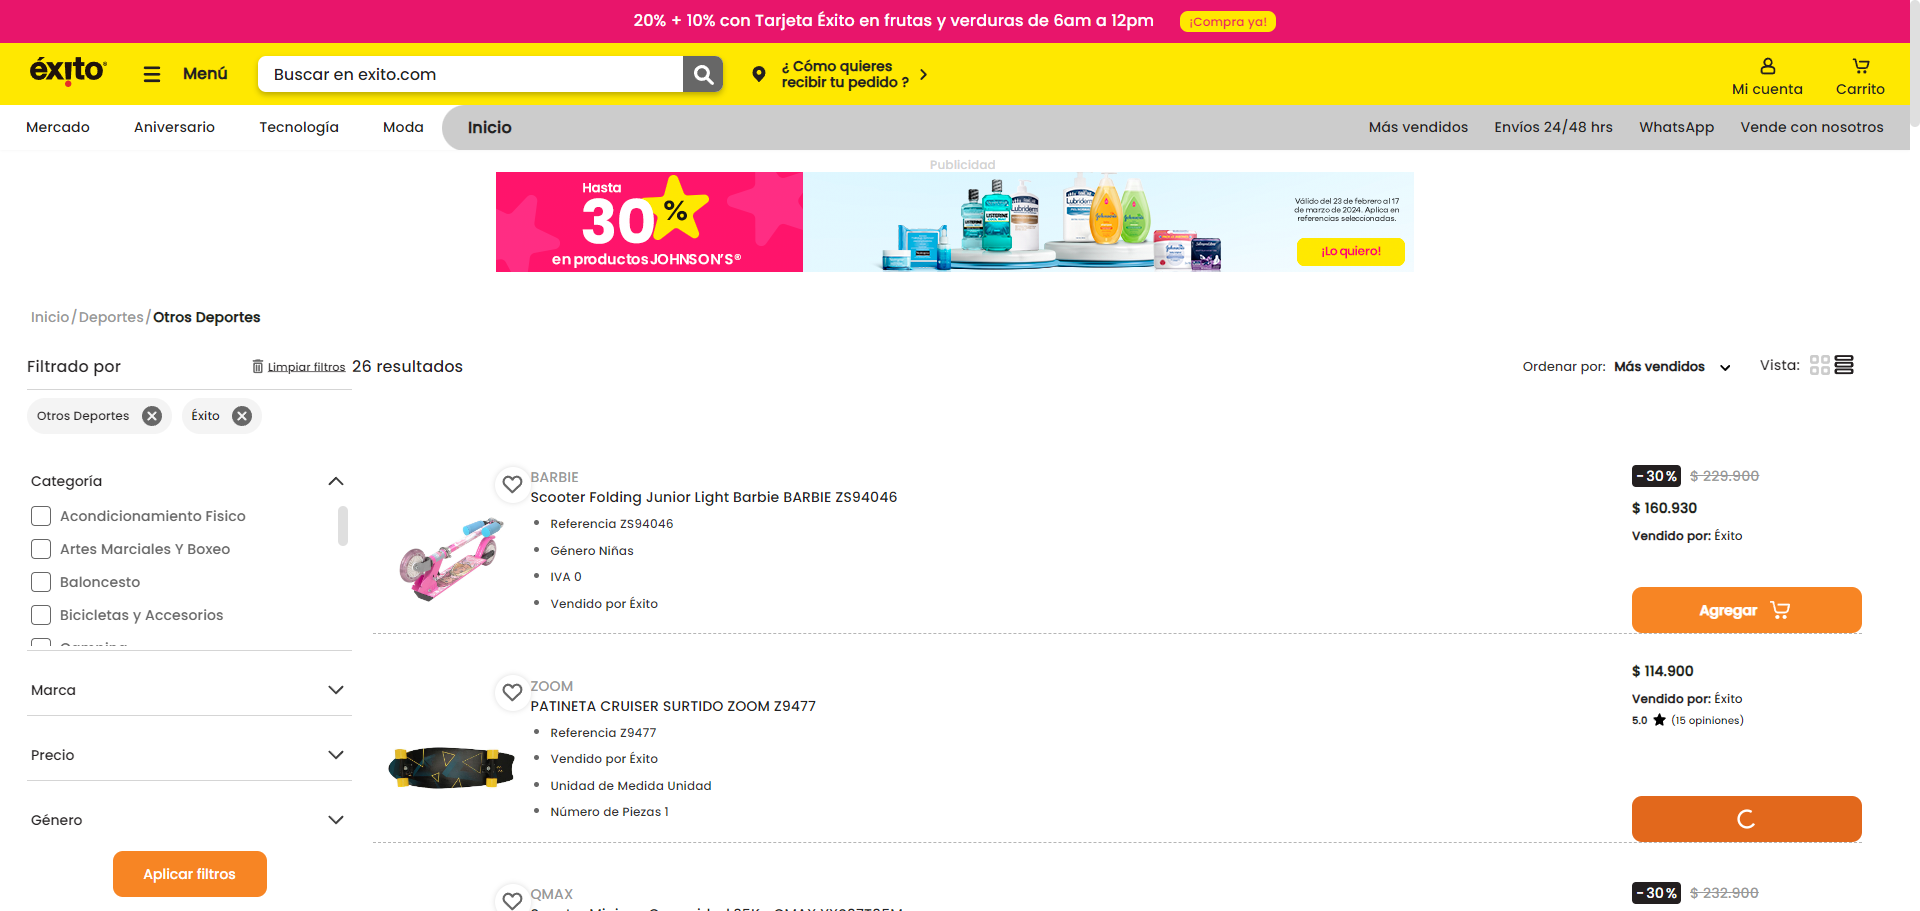 20% + 10% con Tarjeta Éxito en frutas y verduras de 6am a 12pm
¡Compra ya!
éxito
Menú
Buscar en exito.com
¿ Cómo quieres
recibir tu pedido ?
Mi cuenta
Carrito
Mercado
Aniversario
Tecnología
Moda
Inicio
Más vendidos
Envíos 24/48 hrs
WhatsApp
Vende con nosotros
Publicidad
Hasta
30%
en productos JOHNSON'S®
LISTERINE
Lubriderm
Lubriderm
Johnson's
Johnson's
Válido del 23 de febrero al 17
de marzo de 2024. Aplica en
referencias seleccionadas.
¡Lo quiero!
Inicio / Deportes / Otros Deportes
Filtrado por
Limpiar filtros
26 resultados
Ordenar por: Más vendidos
Vista:
Otros Deportes
Éxito
Categoría
Acondicionamiento Fisico
Artes Marciales Y Boxeo
Baloncesto
Bicicletas y Accesorios
Marca
Precio
Género
Aplicar filtros
BARBIE
Scooter Folding Junior Light Barbie BARBIE ZS94046
Referencia ZS94046
Género Niñas
IVA 0
Vendido por Éxito
-30% $ 229.900
$ 160.930
Vendido por: Éxito
Agregar
ZOOM
PATINETA CRUISER SURTIDO ZOOM Z9477
Referencia Z9477
Vendido por Éxito
Unidad de Medida Unidad
Número de Piezas 1
$ 114.900
Vendido por: Éxito
5.0 (15 opiniones)
QMAX
-30% $ 232.900